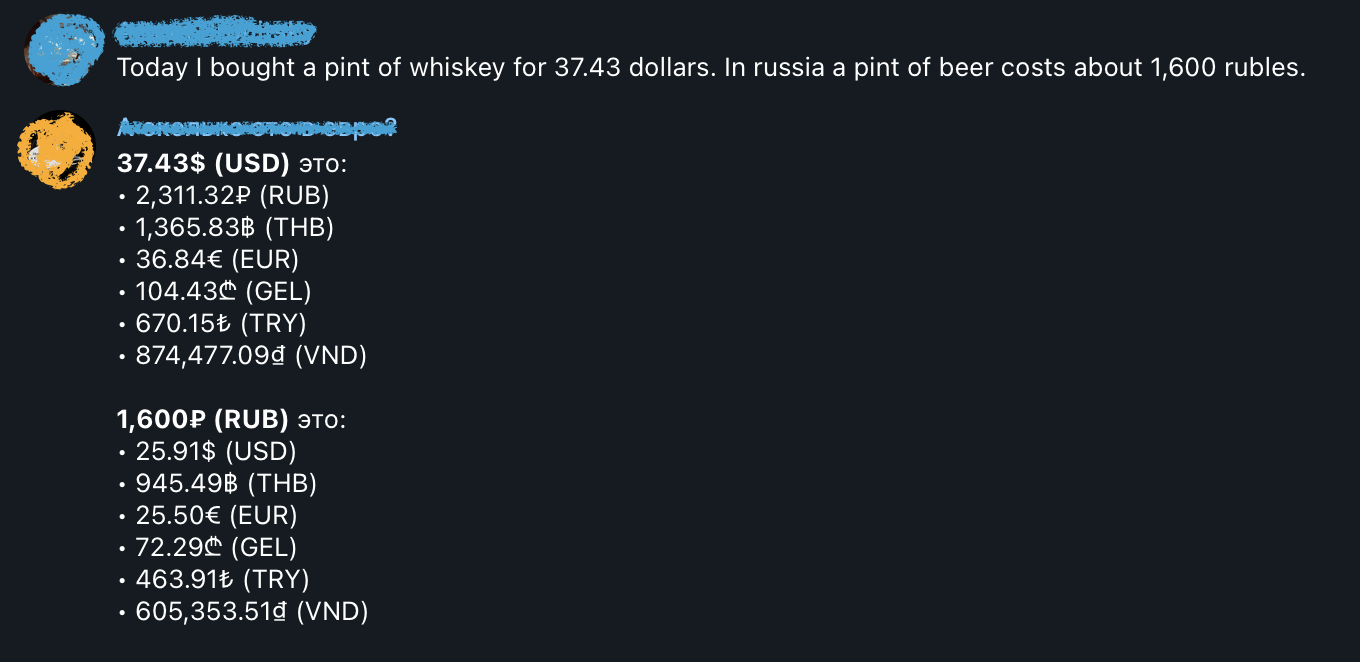 Today I bought a pint of whiskey for 37.43 dollars. In russia a pint of beer costs about 1,600 rubles.
37.43$ (USD) это:
• 2,311.32₽ (RUB)
• 1,365.83฿ (THB)
• 36.84€ (EUR)
• 104.43₾ (GEL)
• 670.15₺ (TRY)
• 874,477.09₫ (VND)
1,600₽ (RUB) это:
• 25.91$ (USD)
• 945.49฿ (THB)
• 25.50€ (EUR)
• 72.29₾ (GEL)
• 463.91₺ (TRY)
• 605,353.51₫ (VND)